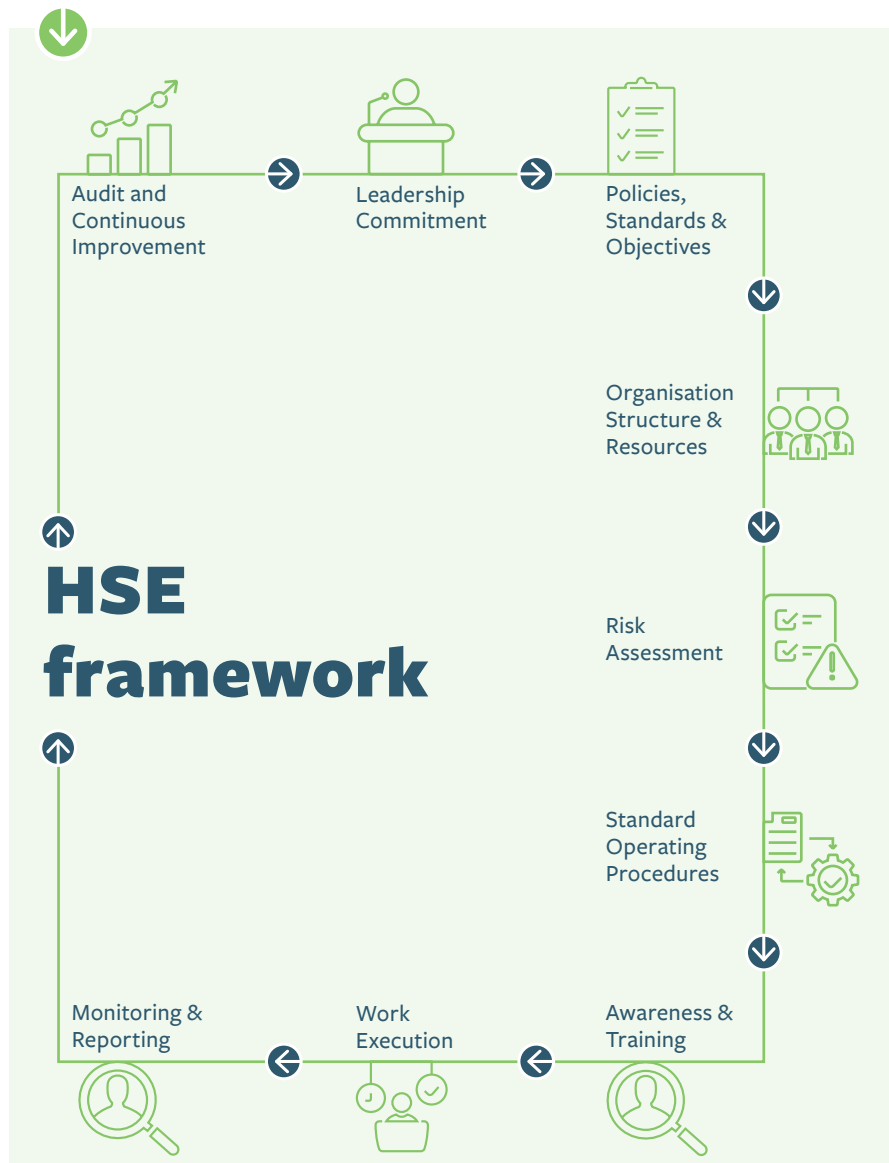 Audit and
Continuous
Improvement
Leadership
Commitment
Policies,
Standards &
Objectives
Organisation
Structure &
Resources
HSE
framework
Risk
Assessment
Standard
Operating
Procedures
Monitoring &
Reporting
Work
Execution
Awareness &
Training